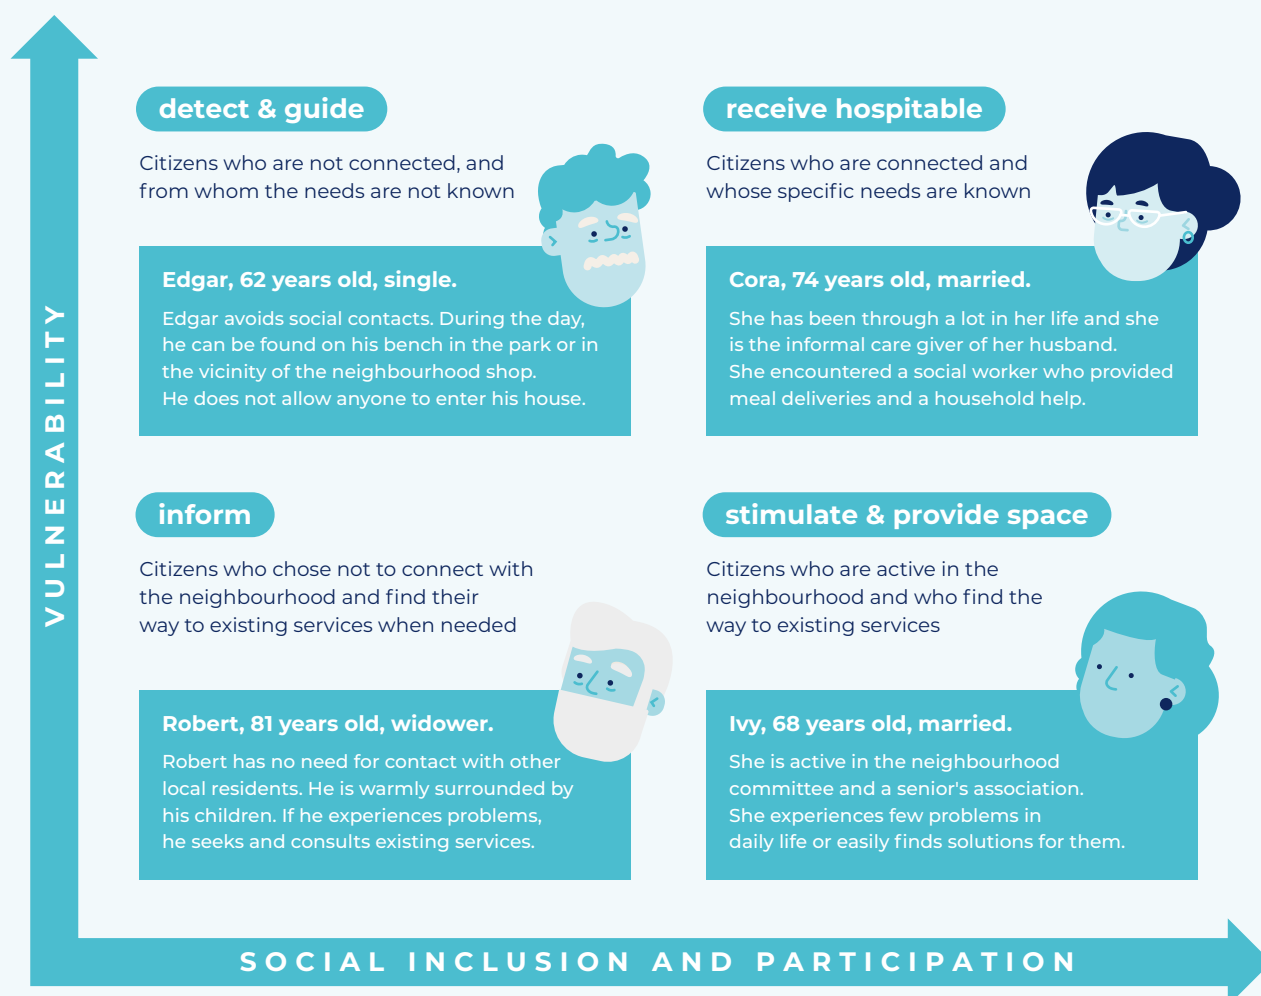 VULNERABILITY
detect & guide
Citizens who are not connected, and
from whom the needs are not known
Edgar, 62 years old, single.
Edgar avoids social contacts. During the day,
he can be found on his bench in the park or in
the vicinity of the neighbourhood shop.
He does not allow anyone to enter his house.
receive hospitable
Citizens who are connected and
whose specific needs are known
Cora, 74 years old, married.
She has been through a lot in her life and she
is the informal care giver of her husband.
She encountered a social worker who provided
meal deliveries and a household help.
inform
Citizens who chose not to connect with
the neighbourhood and find their
way to existing services when needed
Robert, 81 years old, widower.
Robert has no need for contact with other
local residents. He is warmly surrounded by
his children. If he experiences problems,
he seeks and consults existing services.
stimulate & provide space
Citizens who are active in the
neighbourhood and who find the
way to existing services
Ivy, 68 years old, married.
She is active in the neighbourhood
committee and a senior's association.
She experiences few problems in
daily life or easily finds solutions for them.
SOCIAL INCLUSION AND PARTICIPATION